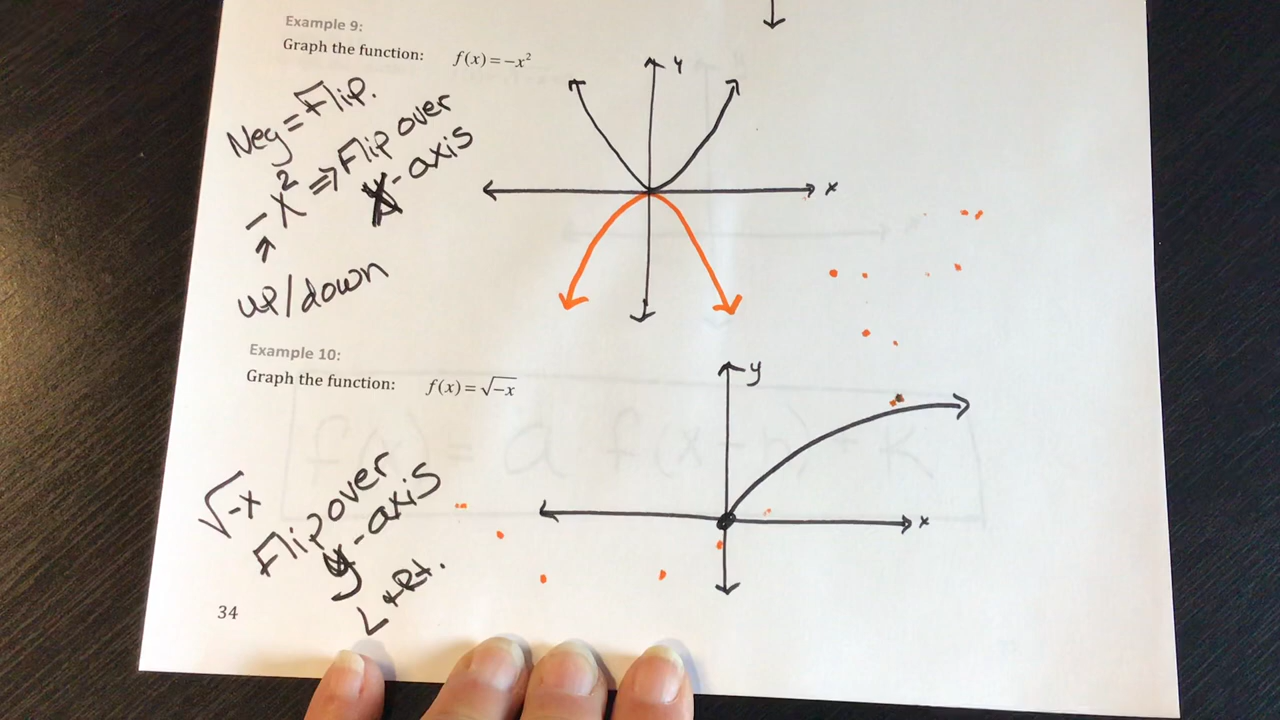 Example 9:
Graph the function: f(x)=−x²
Neg = Flip.
−x² ⇒ Flip over
x-axis
up/down
y
x
Example 10:
Graph the function: f(x)=√−x
√-x
Flip over
y-axis
L + Rt.
y
x
34
f(x) = a f(x-h) + k